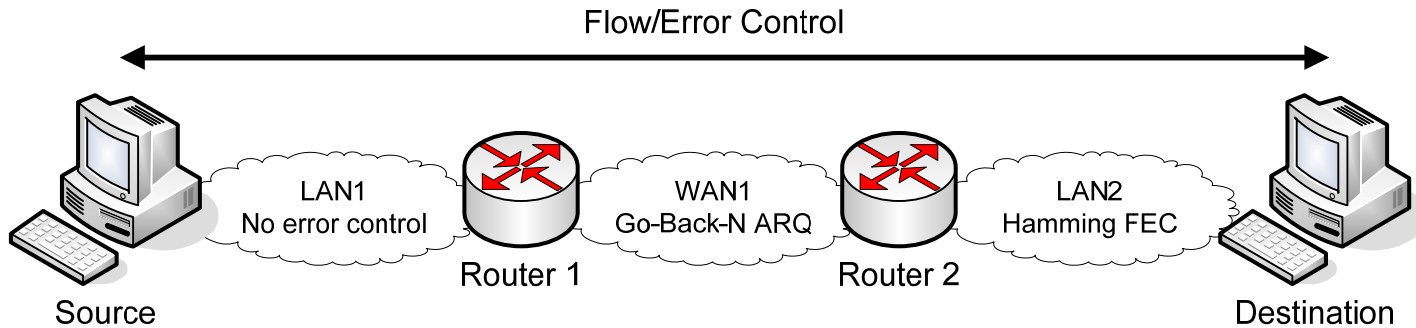 Flow/Error Control
LAN1
No error control
WAN1
Go-Back-N ARQ
LAN2
Hamming FEC
Router 1
Router 2
Source
Destination